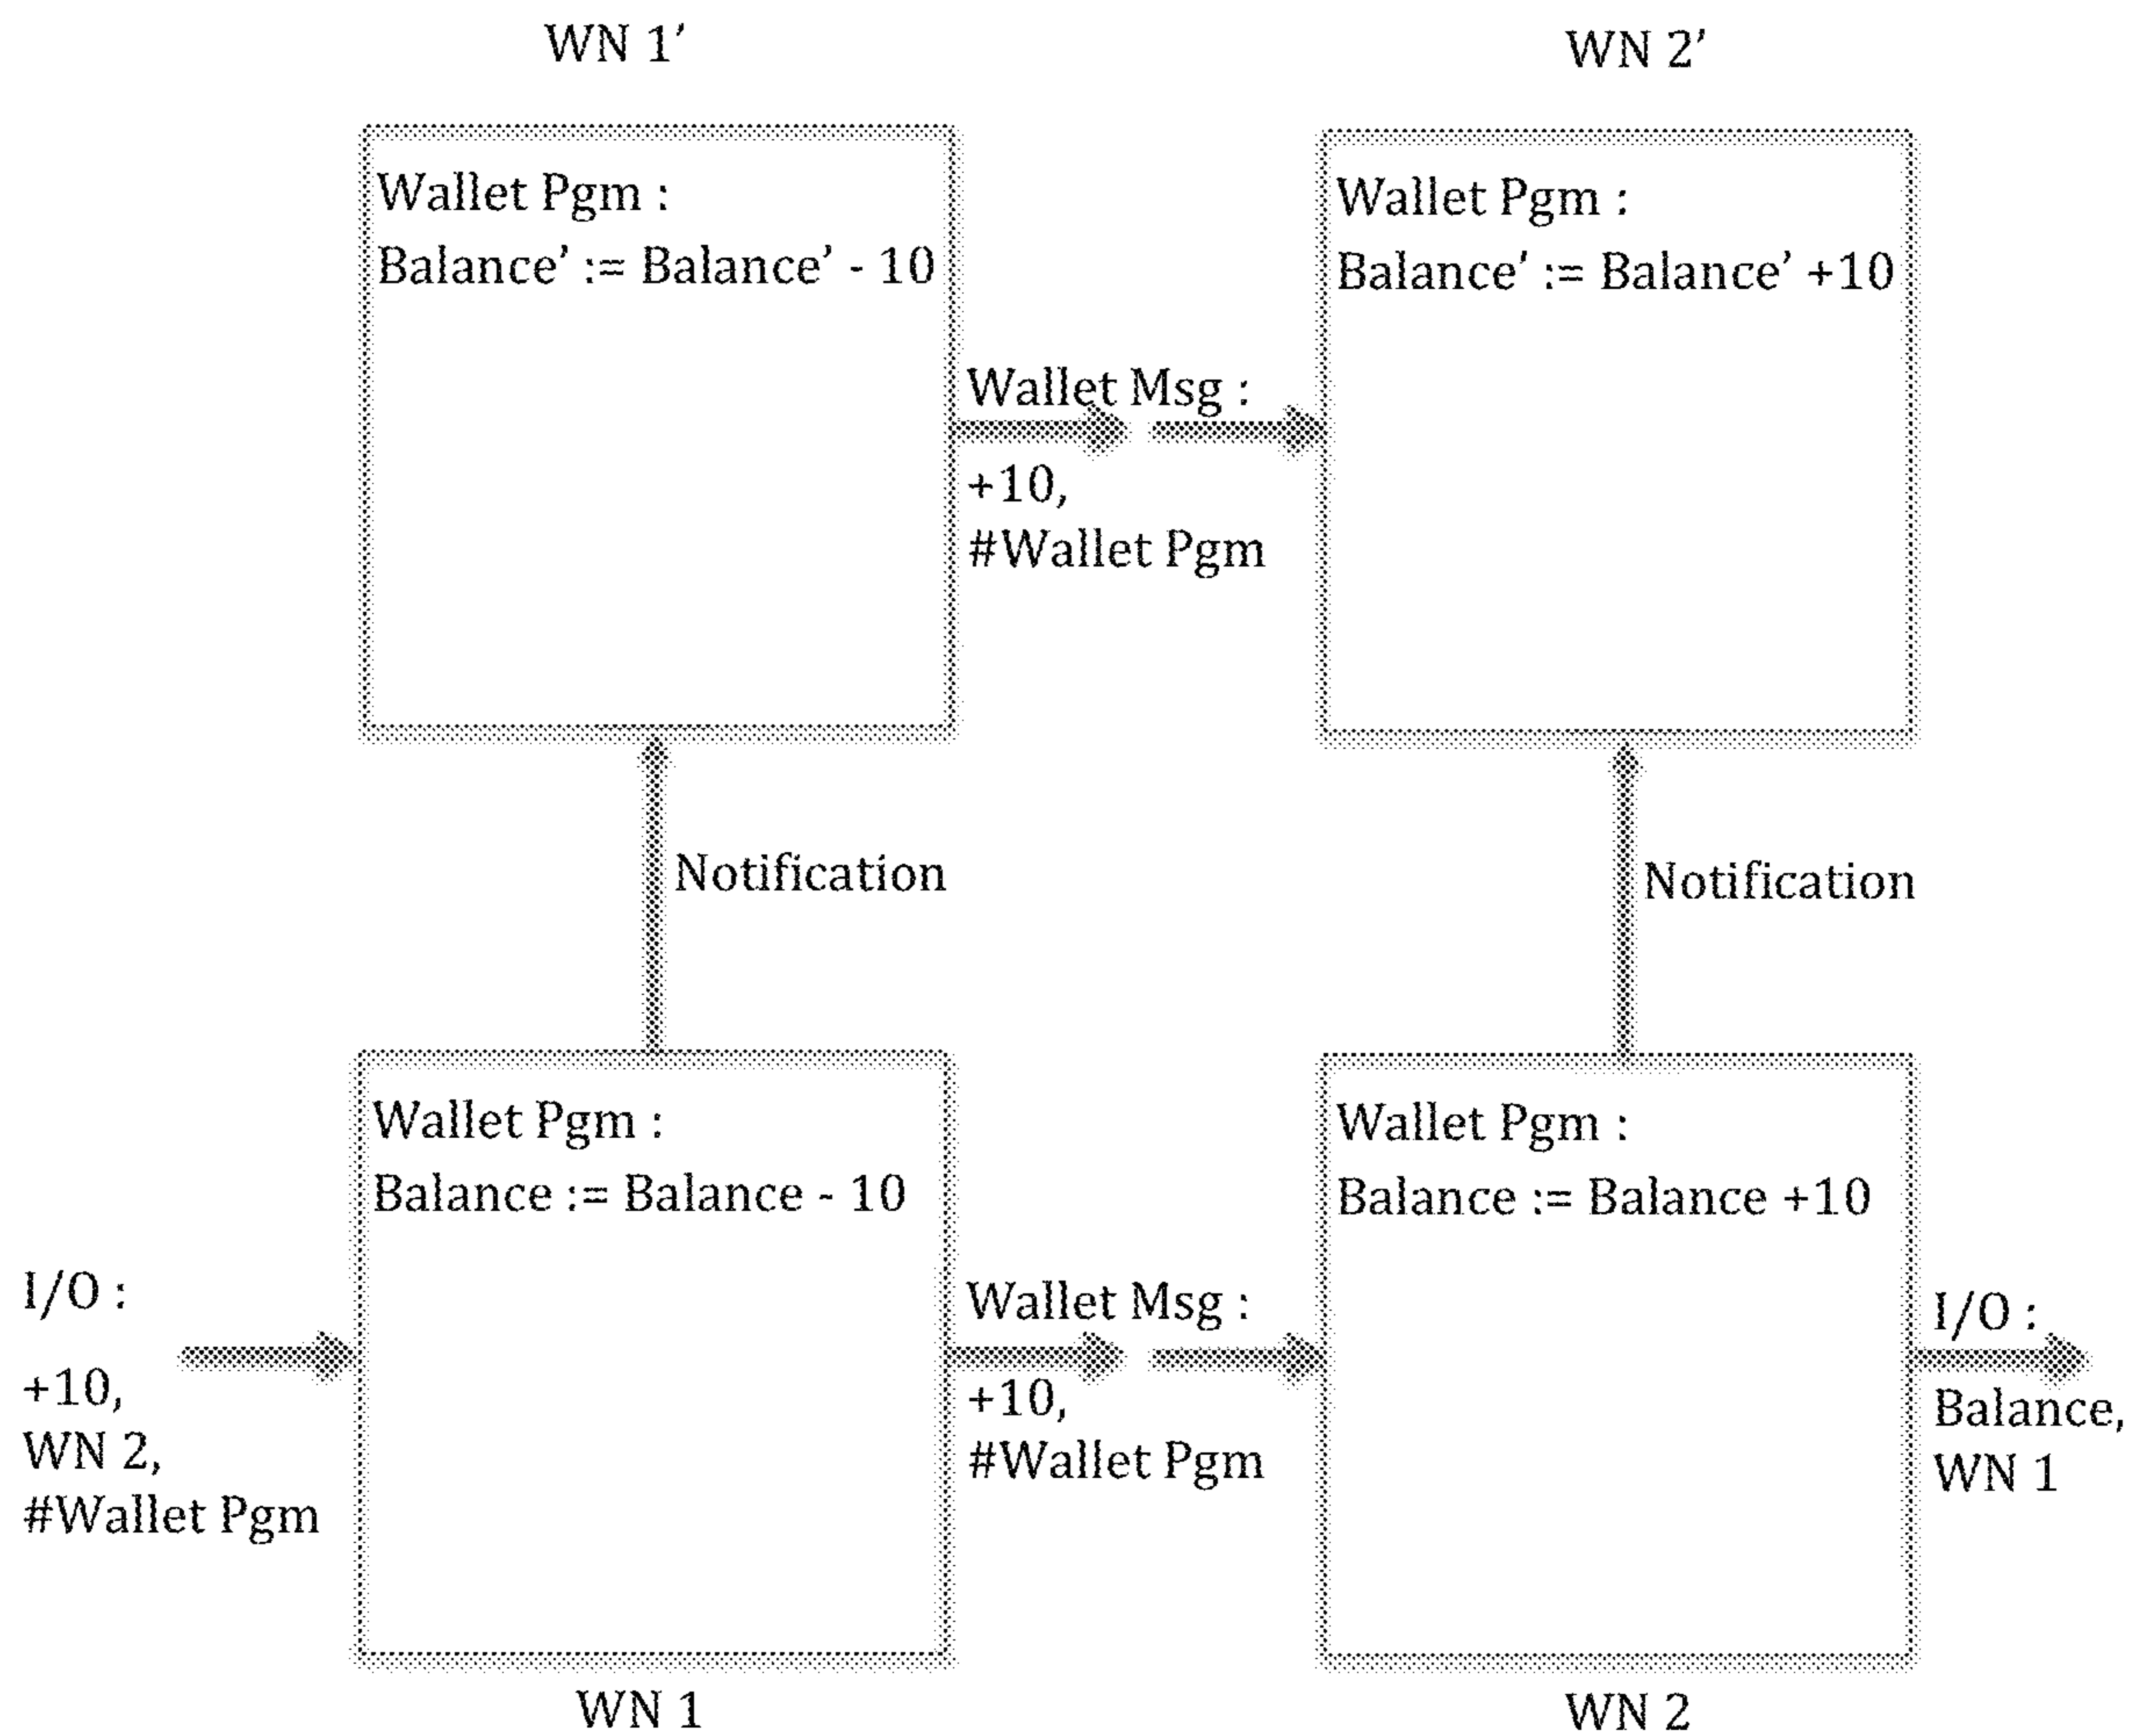 WN 1’
WN 2’
Wallet Pgm :
Balance’ := Balance’ - 10
Wallet Pgm :
Balance’ := Balance’ +10
Wallet Msg :
+10,
#Wallet Pgm
Notification
Notification
Wallet Pgm :
Balance := Balance - 10
Wallet Pgm :
Balance := Balance +10
I/O :
+10,
WN 2,
#Wallet Pgm
Wallet Msg :
+10,
#Wallet Pgm
I/O :
Balance,
WN 1
WN 1
WN 2